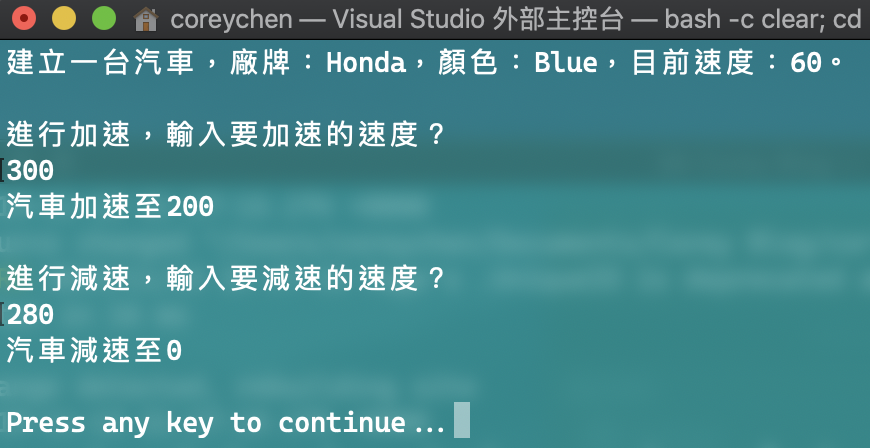 coreychen — Visual Studio 外部主控台 — bash -c clear; cd
建立一台汽車，廠牌：Honda，顏色：Blue，目前速度：60。
進行加速，輸入要加速的速度？
300
汽車加速至200
進行減速，輸入要減速的速度？
280
汽車減速至0
Press any key to continue...